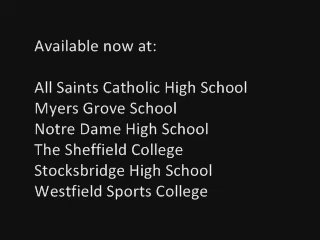 Available now at:
All Saints Catholic High School
Myers Grove School
Notre Dame High School
The Sheffield College
Stocksbridge High School
Westfield Sports College